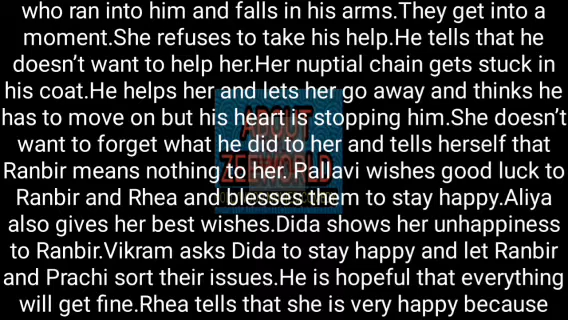 who ran into him and falls in his arms.They get into a
moment.She refuses to take his help.He tells that he
doesn’t want to help her.Her nuptial chain gets stuck in
his coat.He helps her and lets her go away and thinks he
has to move on but his heart is stopping him.She doesn’t
want to forget what he did to her and tells herself that
Ranbir means nothing to her. Pallavi wishes good luck to
Ranbir and Rhea and blesses them to stay happy.Aliya
also gives her best wishes.Dida shows her unhappiness
to Ranbir.Vikram asks Dida to stay happy and let Ranbir
and Prachi sort their issues.He is hopeful that everything
will get fine.Rhea tells that she is very happy because
ABOUT
ZEEWORLD